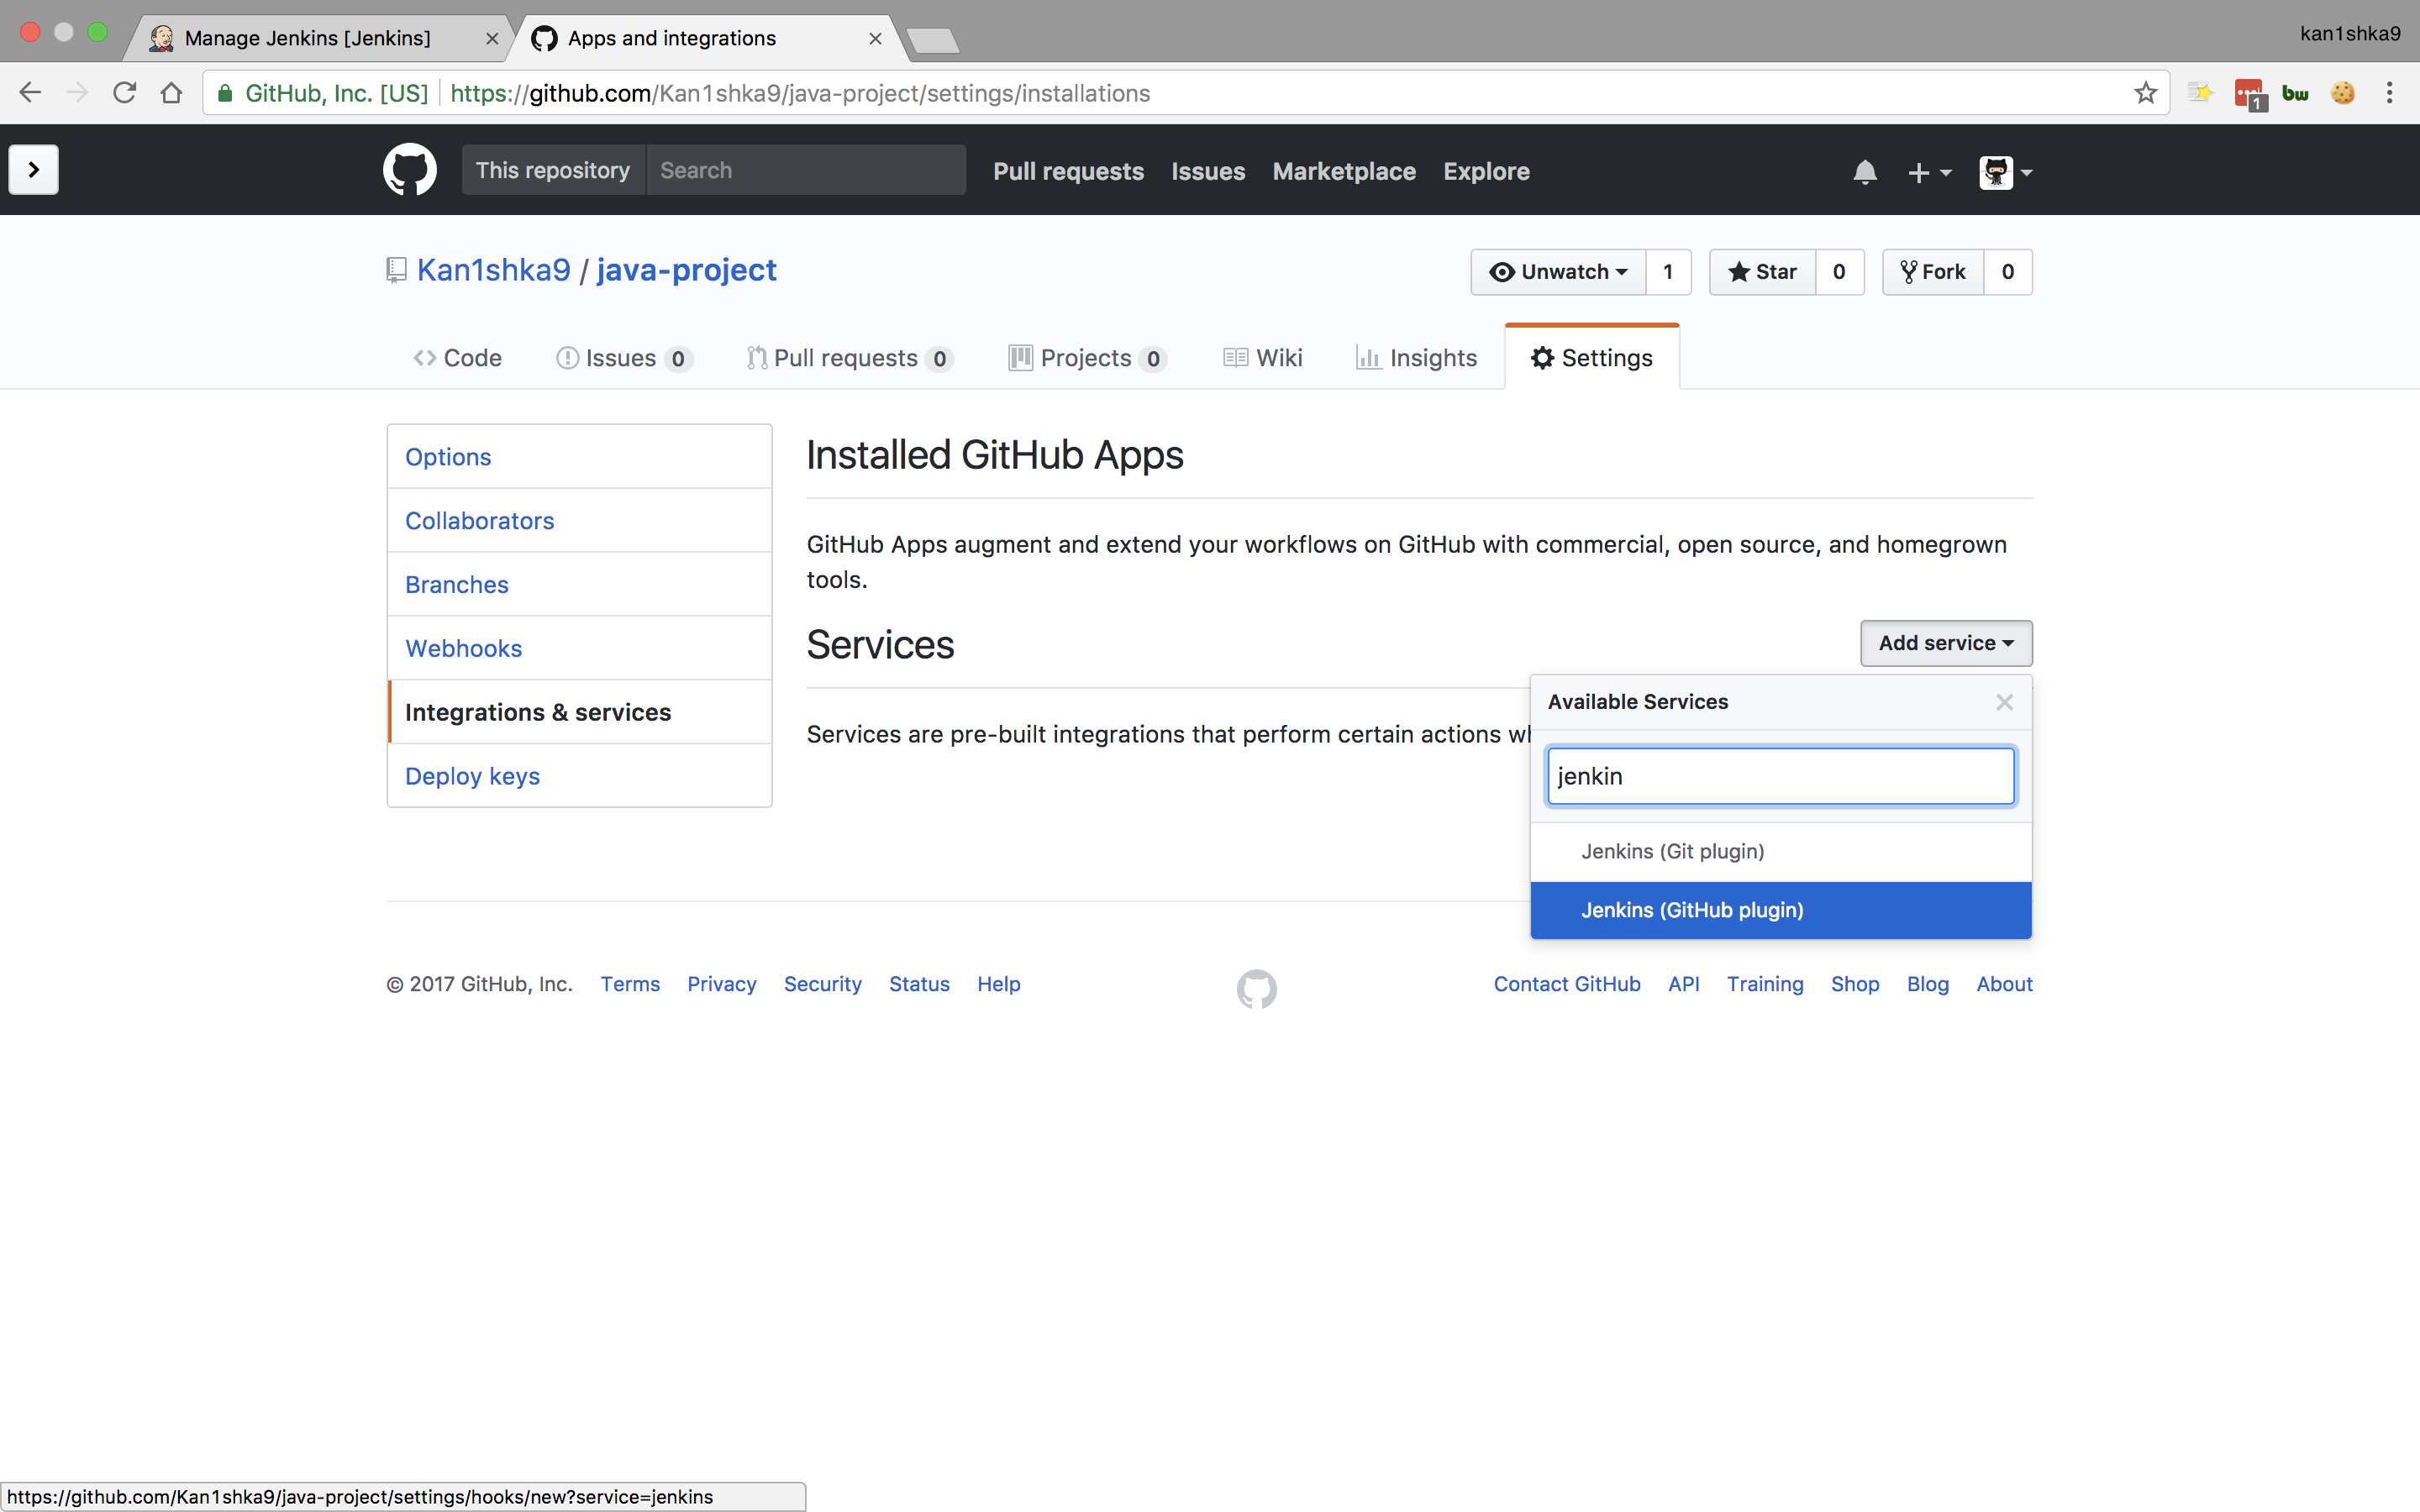 Manage Jenkins [Jenkins]
Apps and integrations
kan1shka9
GitHub, Inc. [US]
https://github.com/Kan1shka9/java-project/settings/installations
1
bw
This repository
Search
Pull requests
Issues
Marketplace
Explore
Kan1shka9 / java-project
Unwatch 1
Star 0
Fork 0
Code
Issues 0
Pull requests 0
Projects 0
Wiki
Insights
Settings
Options
Collaborators
Branches
Webhooks
Integrations & services
Deploy keys
Installed GitHub Apps
GitHub Apps augment and extend your workflows on GitHub with commercial, open source, and homegrown
tools.
Services
Add service
Services are pre-built integrations that perform certain actions
Available Services
jenkin
Jenkins (Git plugin)
Jenkins (GitHub plugin)
© 2017 GitHub, Inc.
Terms
Privacy
Security
Status
Help
Contact GitHub
API
Training
Shop
Blog
About
https://github.com/Kan1shka9/java-project/settings/hooks/new?service=jenkins